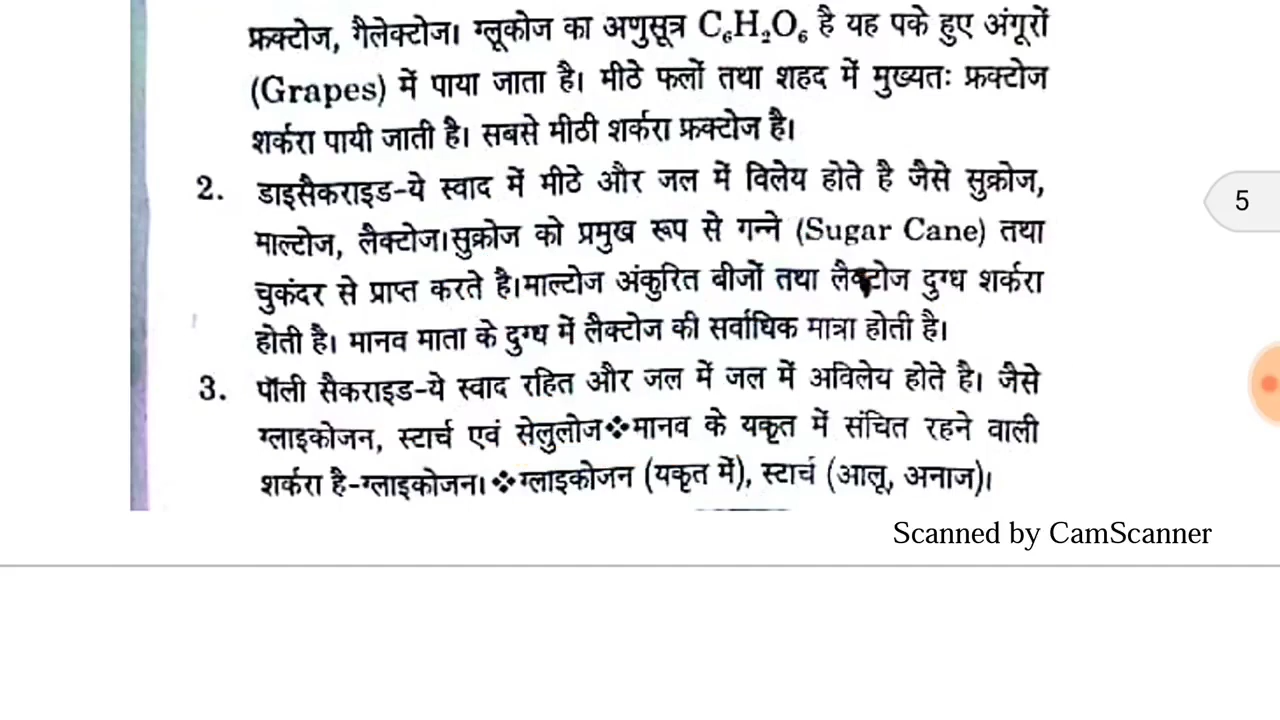 फ्रक्टोज, गैलेक्टोज। ग्लूकोज का अणुसूत्र C₆H₂O₆ है यह पके हुए अंगूरों
(Grapes) में पाया जाता है। मीठे फलों तथा शहद में मुख्यतः फ्रक्टोज
शर्करा पायी जाती है। सबसे मीठी शर्करा फ्रक्टोज है।
2. डाइसैकराइड-ये स्वाद में मीठे और जल में विलेय होते है जैसे सुक्रोज,
माल्टोज, लैक्टोज।सुक्रोज को प्रमुख रूप से गन्ने (Sugar Cane) तथा
चुकंदर से प्राप्त करते है।माल्टोज अंकुरित बीजों तथा लैक्टोज दुग्ध शर्करा
होती है। मानव माता के दुग्ध में लैक्टोज की सर्वाधिक मात्रा होती है।
3. पॉली सैकराइड-ये स्वाद रहित और जल में जल में अविलेय होते है। जैसे
ग्लाइकोजन, स्टार्च एवं सेलुलोज❖मानव के यकृत में संचित रहने वाली
शर्करा है-ग्लाइकोजन।❖ग्लाइकोजन (यकृत में), स्टार्च (आलू, अनाज)।
Scanned by CamScanner
5